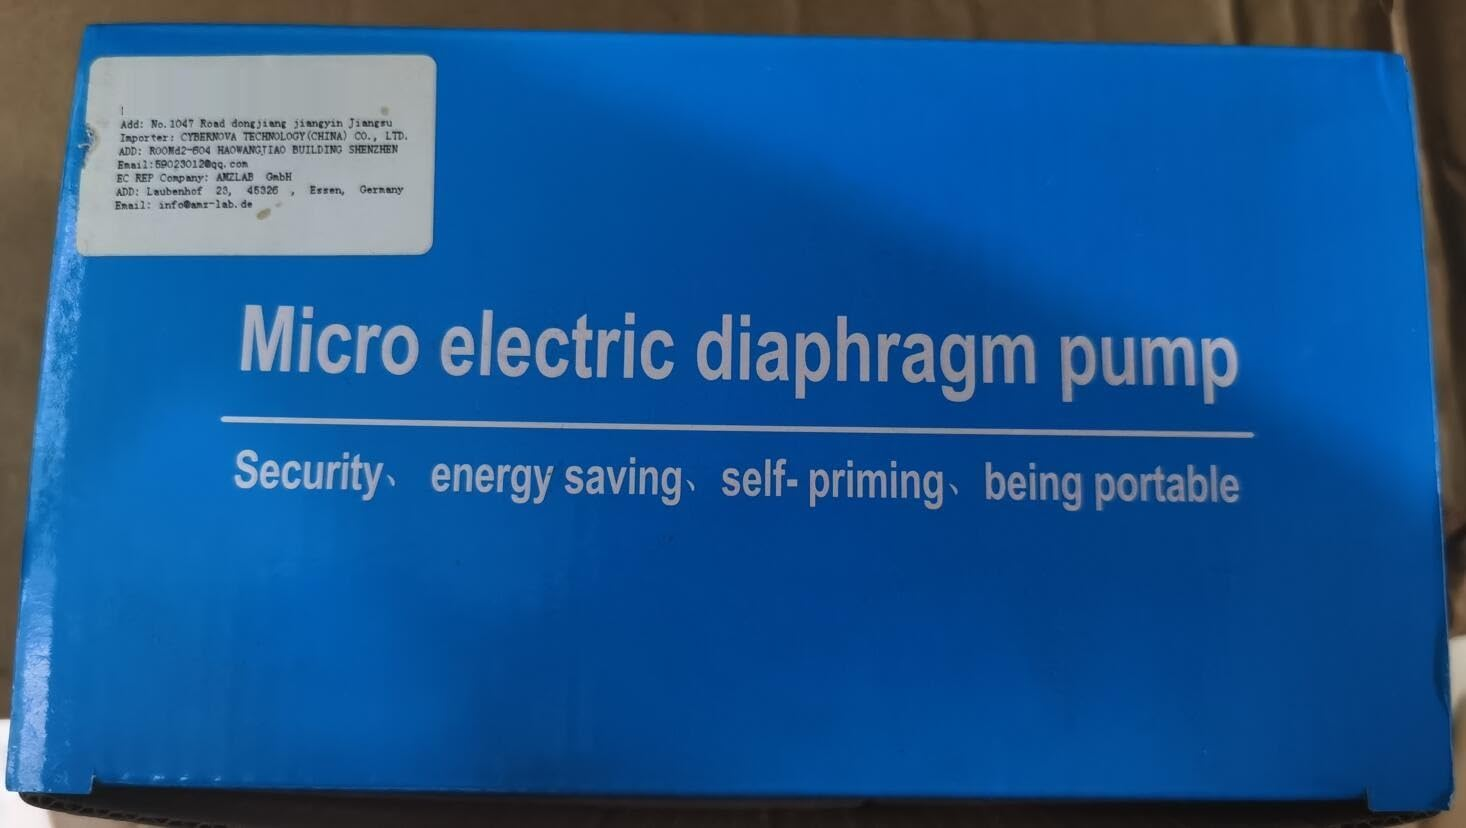 Add: No.1047 Road dongjiang jiangyin Jiangsu
Importer: CYBERNOVA TECHNOLOGY(CHINA) CO., LTD.
ADD: ROOMd2-604 HAOWANGJIAO BUILDING SHENZHEN
Email:59023012@qq.com
EC REP Company: AMZLAB GmbH
ADD: Laubenhof 23, 45326 , Essen, Germany
Email: info@amz-lab.de
Micro electric diaphragm pump
Security、 energy saving、 self- priming、 being portable